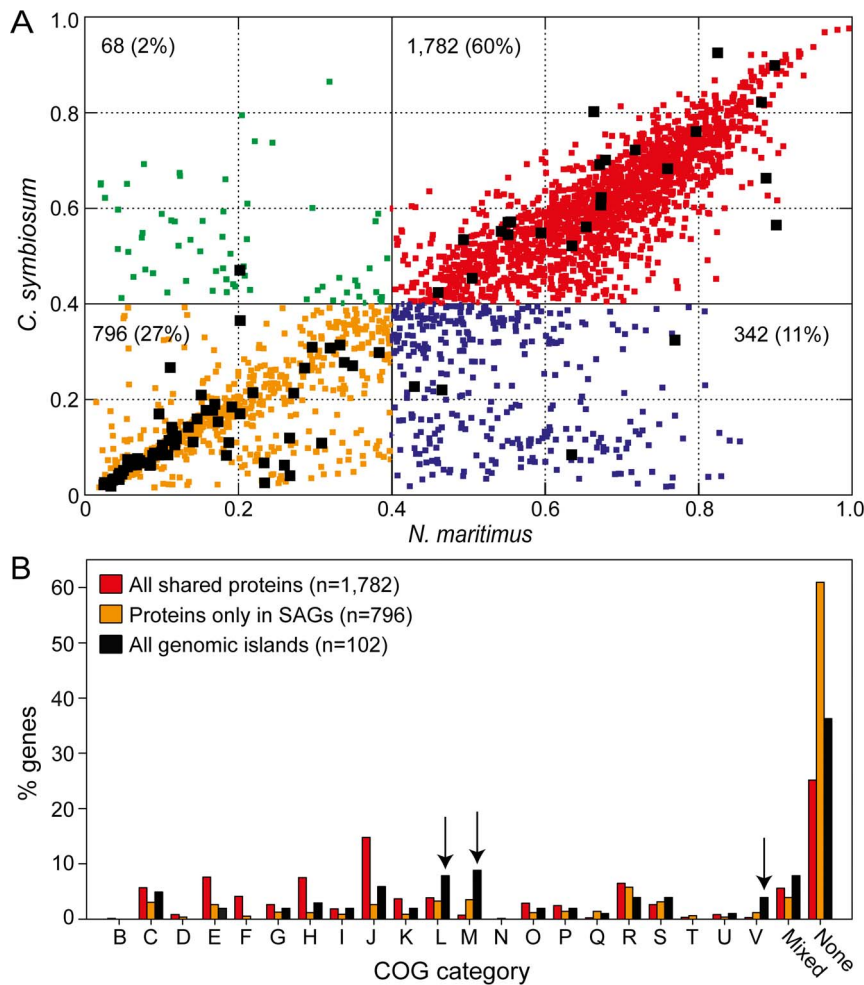 A
1.0
0.8
0.6
0.4
0.2
0
C. symbiosum
68 (2%)
1,782 (60%)
796 (27%)
342 (11%)
0 0.2 0.4 0.6 0.8 1.0
N. maritimus
B
60
50
40
30
20
10
0
% genes
All shared proteins (n=1,782)
Proteins only in SAGs (n=796)
All genomic islands (n=102)
B C D E F G H I J K L M N O P Q R S T U V Mixed None
COG category